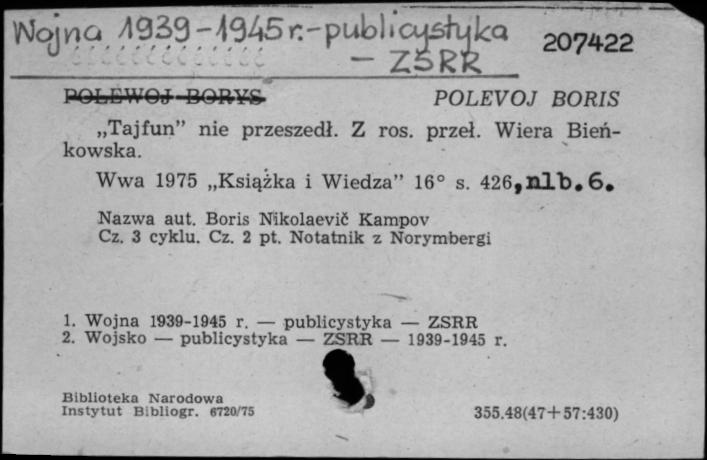 Wojna 1939-1945 r.-publicystyka
- ZSRR
207422
POLEWOJ BORYS
POLEVOJ BORIS
„Tajfun” nie przeszedł. Z ros. przeł. Wiera Bień-
kowska.
Wwa 1975 „Książka i Wiedza” 16° s. 426, nlb. 6.
Nazwa aut. Boris Nikolaevič Kampov
Cz. 3 cyklu. Cz. 2 pt. Notatnik z Norymbergi
1. Wojna 1939-1945 r. — publicystyka — ZSRR
2. Wojsko — publicystyka — ZSRR — 1939-1945 r.
Biblioteka Narodowa
Instytut Bibliogr. 6720/75
355.48(47+57:430)